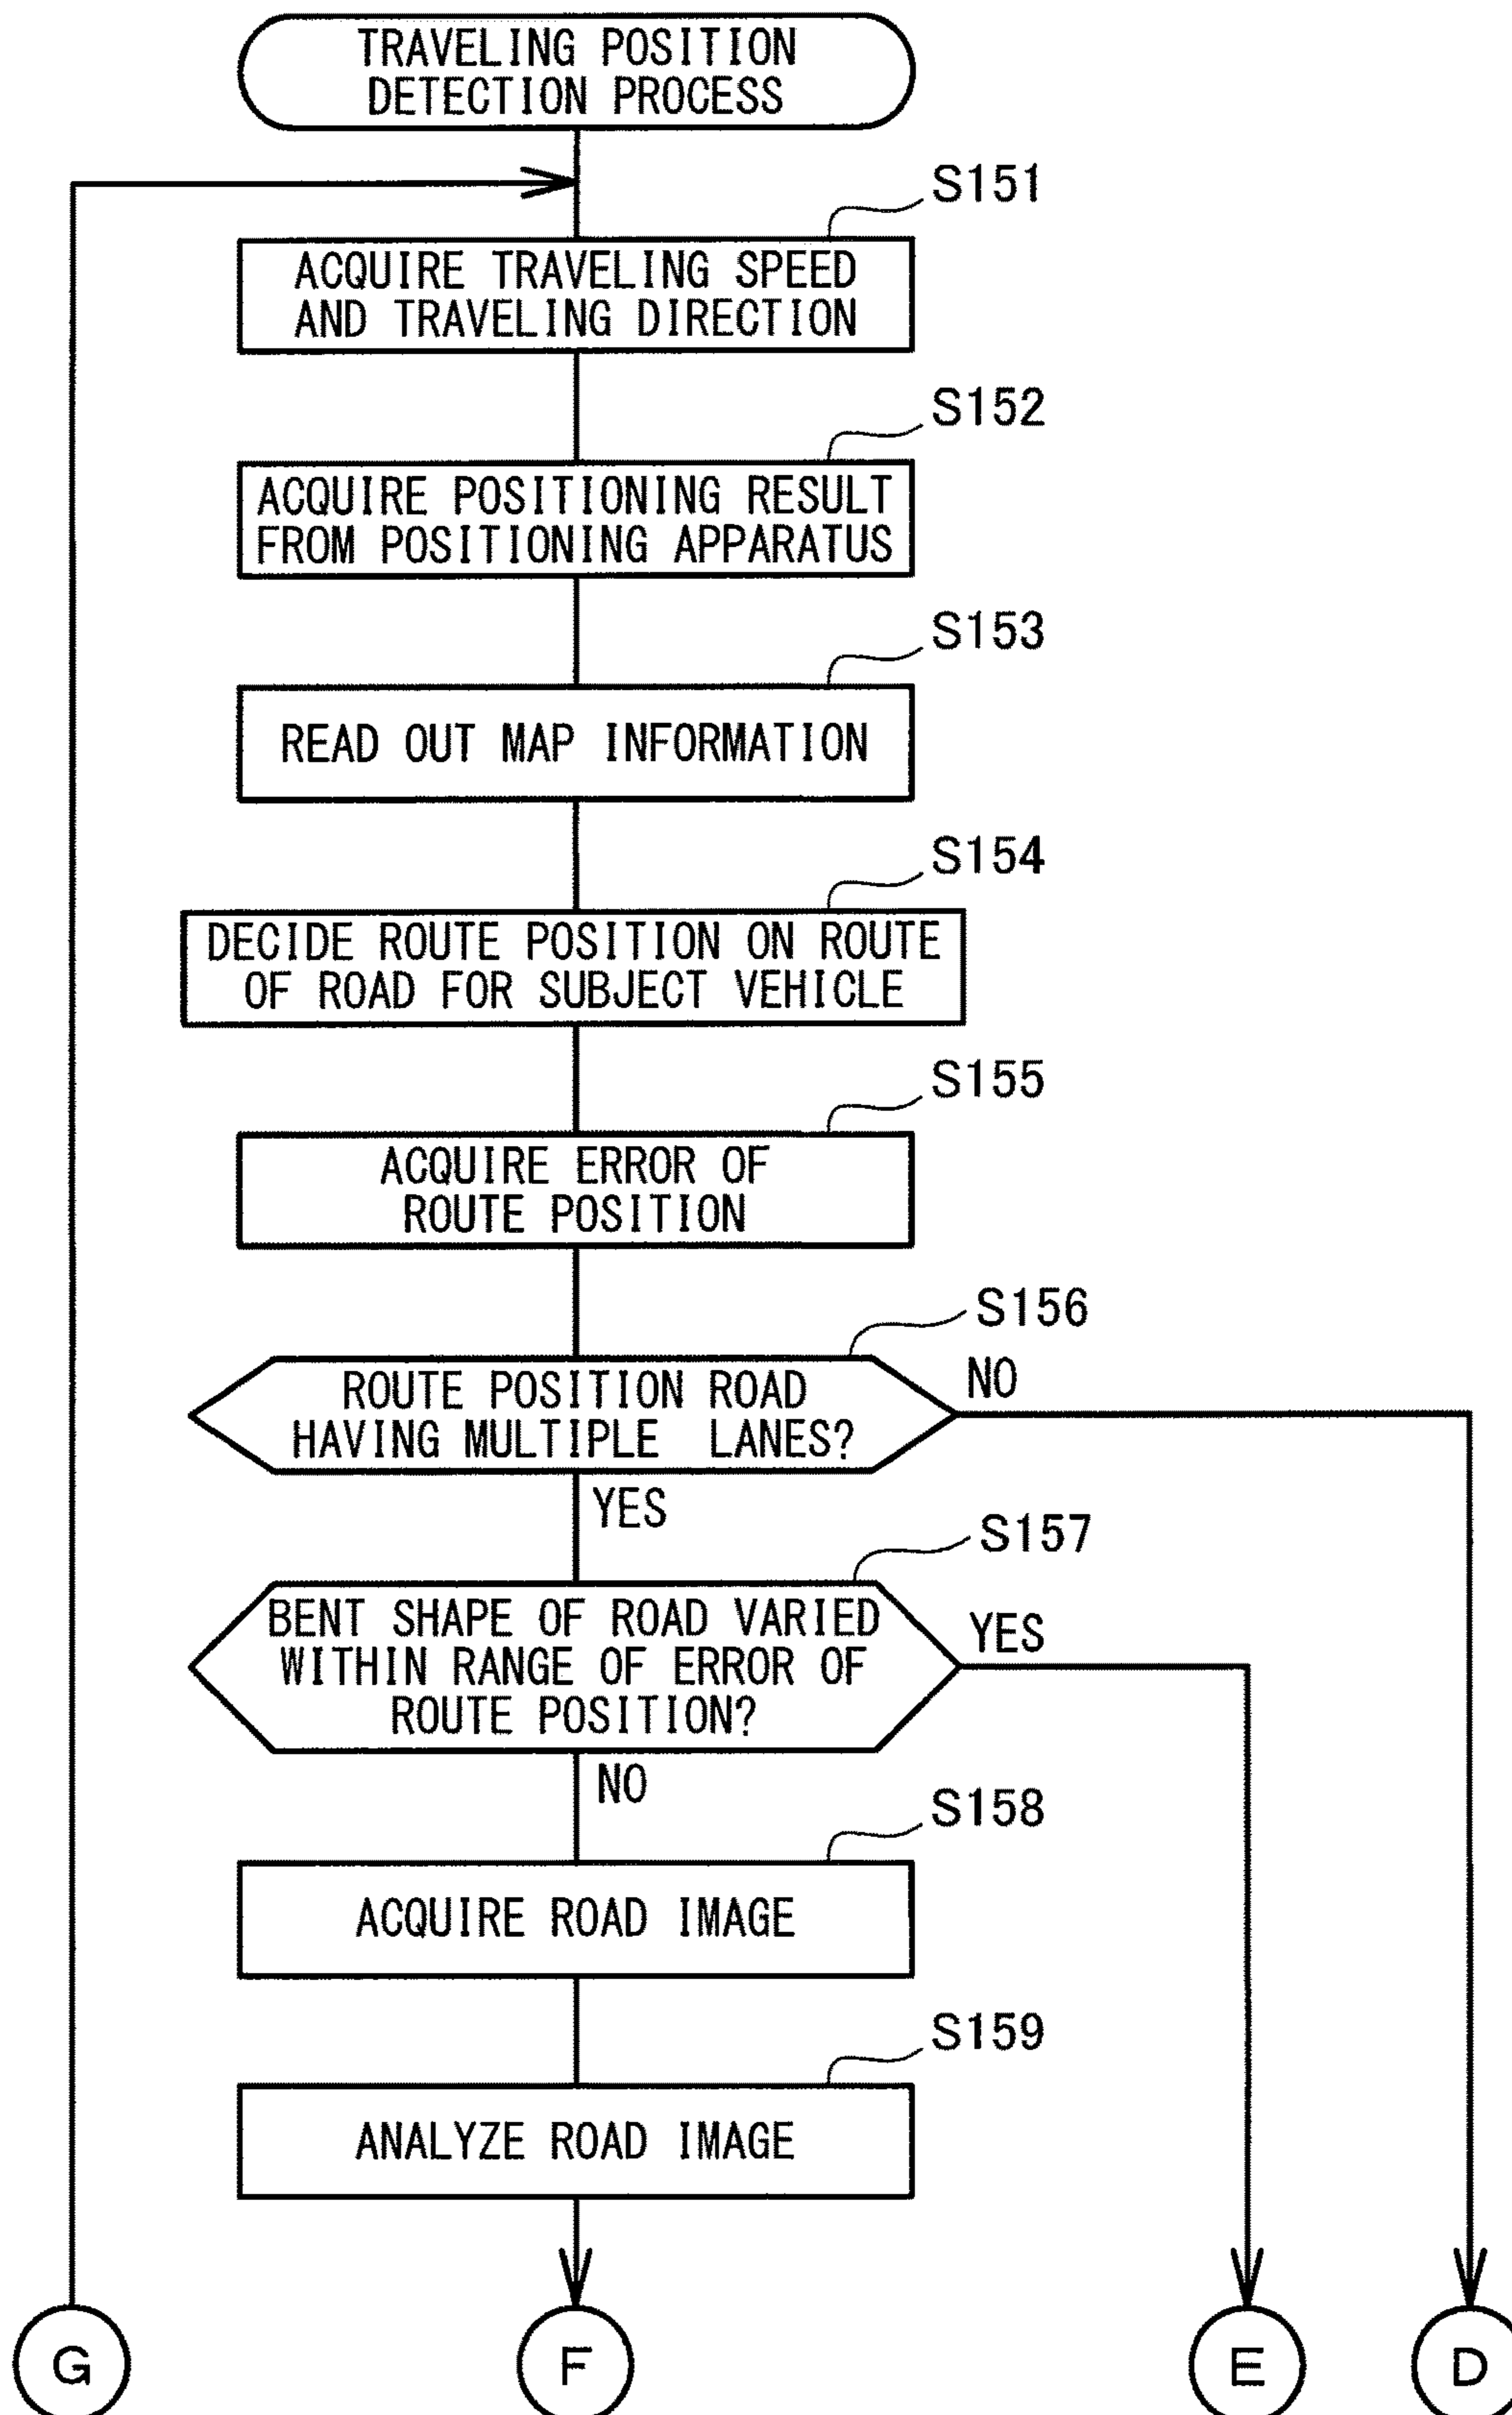 TRAVELING POSITION
DETECTION PROCESS
S151
ACQUIRE TRAVELING SPEED
AND TRAVELING DIRECTION
S152
ACQUIRE POSITIONING RESULT
FROM POSITIONING APPARATUS
S153
READ OUT MAP INFORMATION
S154
DECIDE ROUTE POSITION ON ROUTE
OF ROAD FOR SUBJECT VEHICLE
S155
ACQUIRE ERROR OF
ROUTE POSITION
S156
ROUTE POSITION ROAD
HAVING MULTIPLE LANES?
NO
YES
S157
BENT SHAPE OF ROAD VARIED
WITHIN RANGE OF ERROR OF
ROUTE POSITION?
YES
NO
S158
ACQUIRE ROAD IMAGE
S159
ANALYZE ROAD IMAGE
G
F
E
D